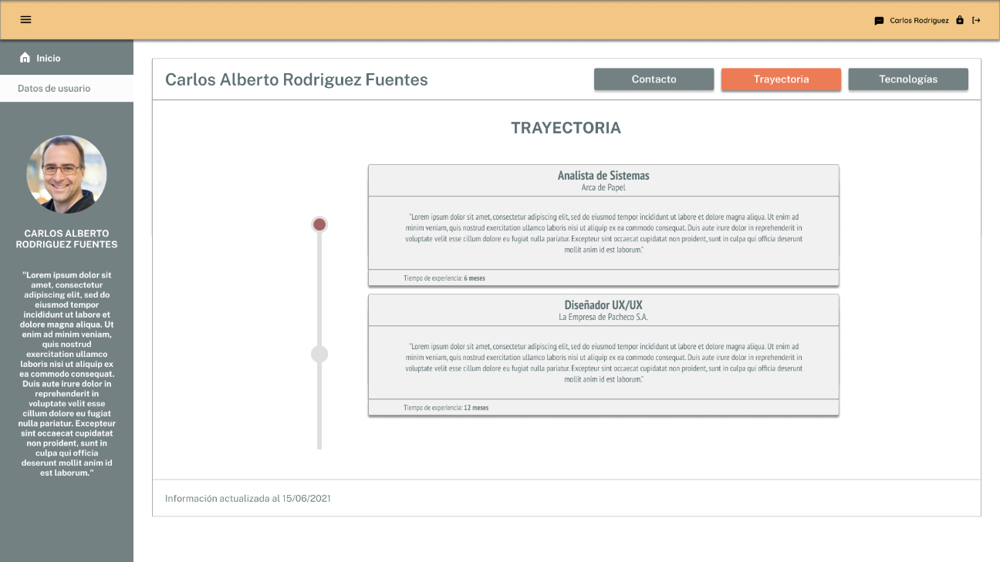 Carlos Rodriguez
Inicio
Datos de usuario
CARLOS ALBERTO
RODRIGUEZ FUENTES
"Lorem ipsum dolor sit
amet, consectetur
adipiscing elit, sed do
eiusmod tempor
incididunt ut labore et
dolore magna aliqua. Ut
enim ad minim veniam,
quis nostrud
exercitation ullamco
laboris nisi ut aliquip ex
ea commodo consequat.
Duis aute irure dolor in
reprehenderit in
voluptate velit esse
cillum dolore eu fugiat
nulla pariatur. Excepteur
sint occaecat cupidatat
non proident, sunt in
culpa qui officia
deserunt mollit anim id
est laborum."
Carlos Alberto Rodriguez Fuentes
Contacto
Trayectoria
Tecnologías
TRAYECTORIA
Analista de Sistemas
Arca de Papel
"Lorem ipsum dolor sit amet, consectetur adipiscing elit, sed do eiusmod tempor incididunt ut labore et dolore magna aliqua. Ut enim ad
minim veniam, quis nostrud exercitation ullamco laboris nisi ut aliquip ex ea commodo consequat. Duis aute irure dolor in reprehenderit in
voluptate velit esse cillum dolore eu fugiat nulla pariatur. Excepteur sint occaecat cupidatat non proident, sunt in culpa qui officia deserunt
mollit anim id est laborum."
Tiempo de experiencia: 6 meses
Diseñador UX/UX
La Empresa de Pacheco S.A.
"Lorem ipsum dolor sit amet, consectetur adipiscing elit, sed do eiusmod tempor incididunt ut labore et dolore magna aliqua. Ut enim ad
minim veniam, quis nostrud exercitation ullamco laboris nisi ut aliquip ex ea commodo consequat. Duis aute irure dolor in reprehenderit in
voluptate velit esse cillum dolore eu fugiat nulla pariatur. Excepteur sint occaecat cupidatat non proident, sunt in culpa qui officia deserunt
mollit anim id est laborum."
Tiempo de experiencia: 12 meses
Información actualizada al 15/06/2021